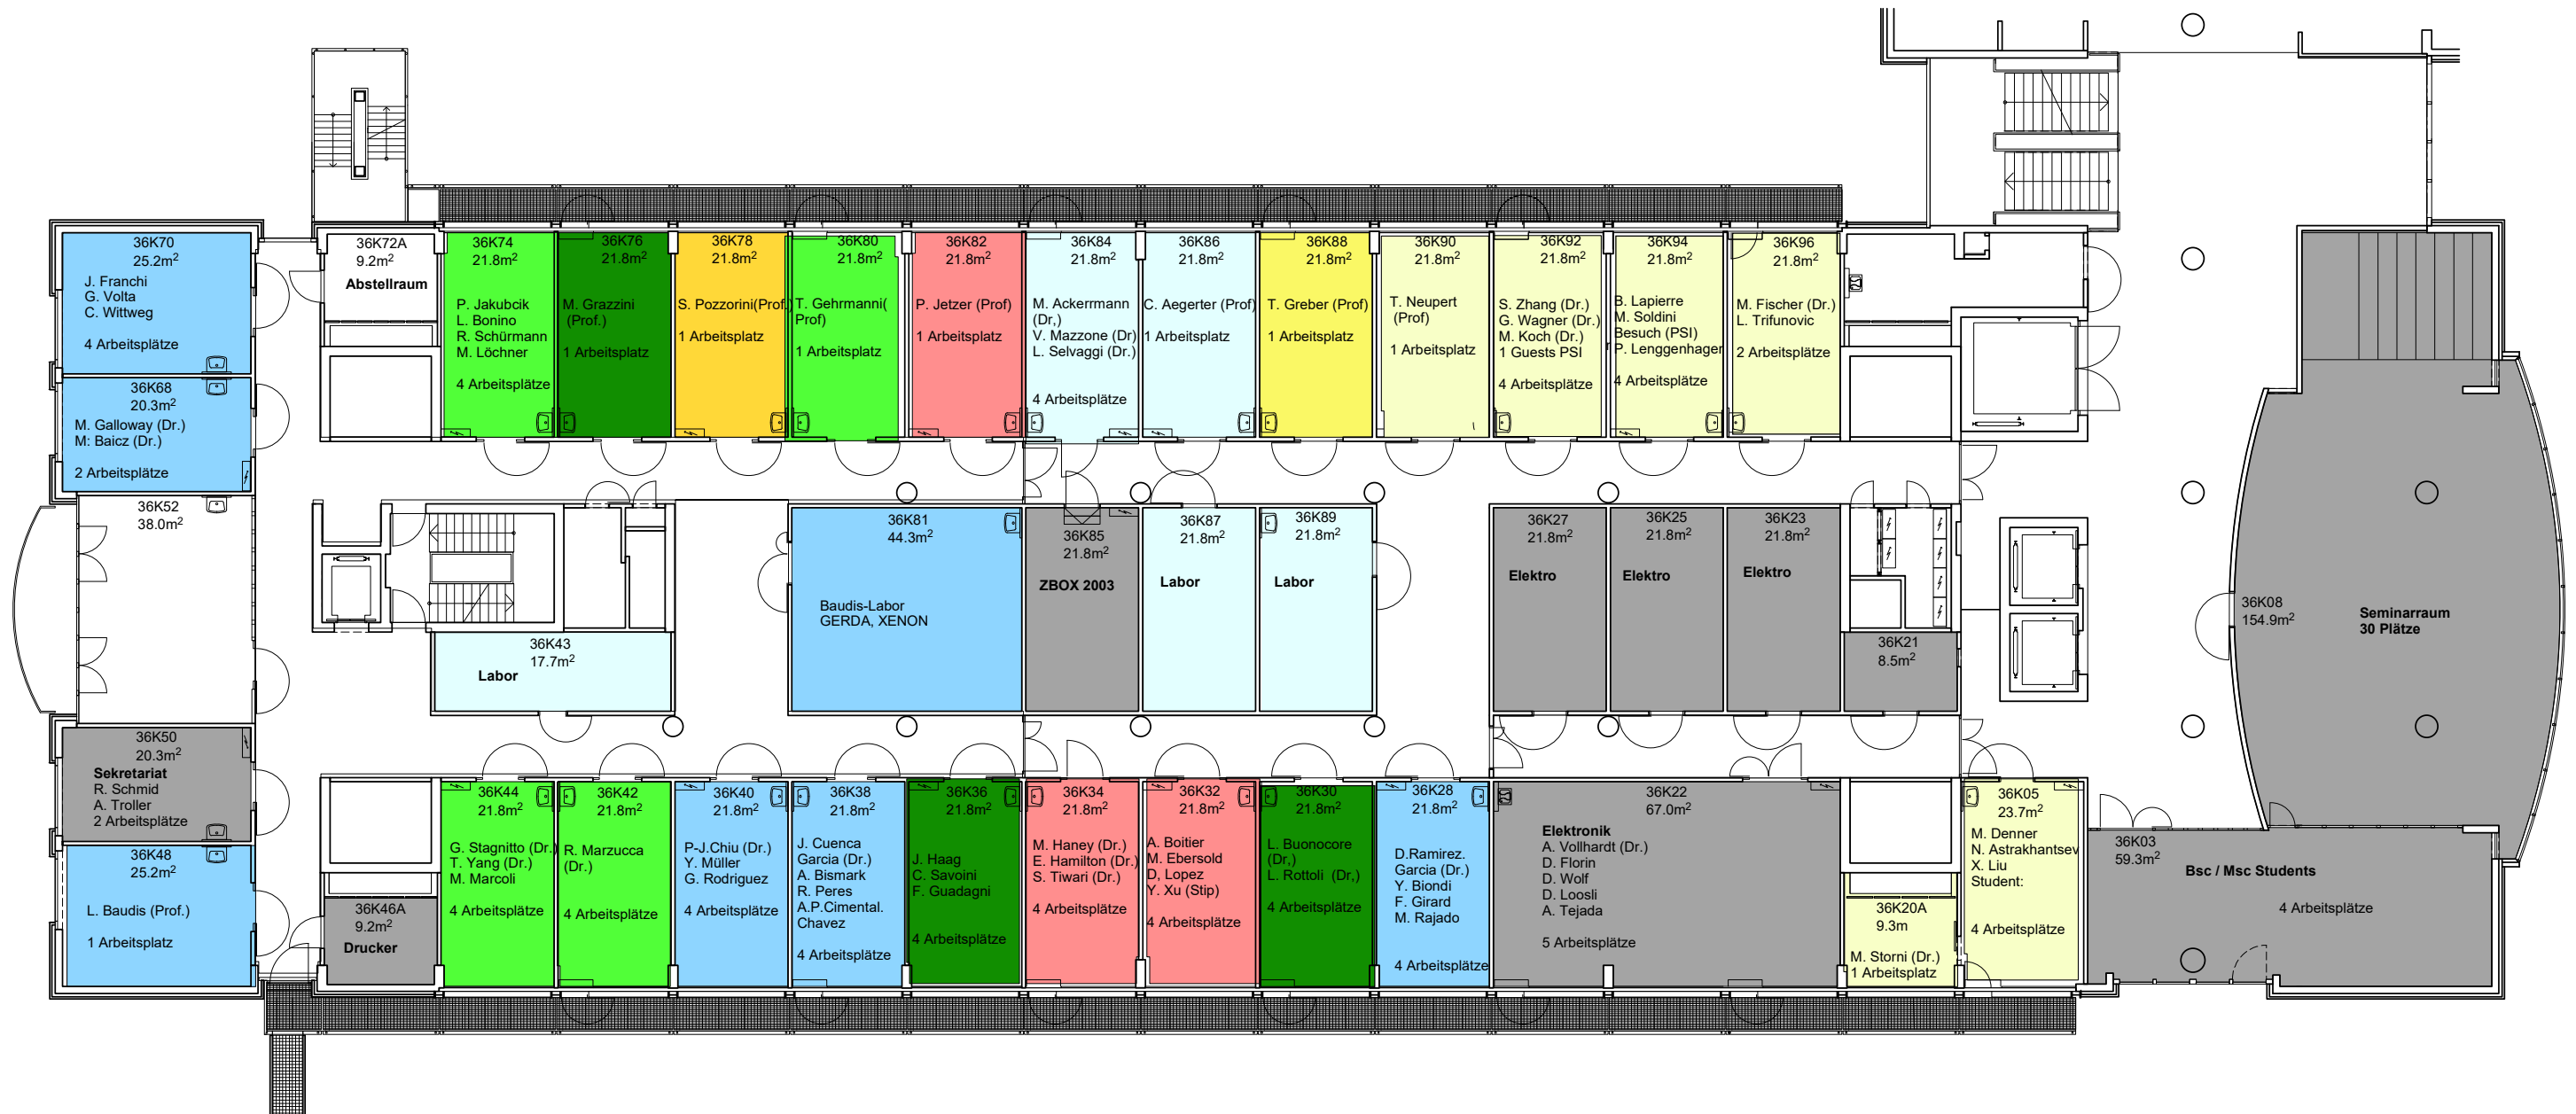 36K70
25.2m²
J. Franchi
G. Volta
C. Wittweg
4 Arbeitsplätze
36K72A
9.2m²
Abstellraum
36K74
21.8m²
P. Jakubcik
L. Bonino
R. Schürmann
M. Löchner
4 Arbeitsplätze
36K76
21.8m²
M. Grazzini
(Prof.)
1 Arbeitsplatz
36K78
21.8m²
S. Pozzorini(Prof.)
1 Arbeitsplatz
36K80
21.8m²
T. Gehrmanni(
Prof)
1 Arbeitsplatz
36K82
21.8m²
P. Jetzer (Prof)
1 Arbeitsplatz
36K84
21.8m²
M. Ackerrmann
(Dr,)
V. Mazzone (Dr)
L. Selvaggi (Dr.)
4 Arbeitsplätze
36K86
21.8m²
C. Aegerter (Prof)
1 Arbeitsplatz
36K88
21.8m²
T. Greber (Prof)
1 Arbeitsplatz
36K90
21.8m²
T. Neupert
(Prof)
1 Arbeitsplatz
36K92
21.8m²
S. Zhang (Dr.)
G. Wagner (Dr.)
M. Koch (Dr.)
1 Guests PSI
4 Arbeitsplätze
36K94
21.8m²
B. Lapierre
M. Soldini
Besuch (PSI)
P. Lenggenhager
4 Arbeitsplätze
36K96
21.8m²
M. Fischer (Dr.)
L. Trifunovic
2 Arbeitsplätze
36K68
20.3m²
M. Galloway (Dr.)
M: Baicz (Dr.)
2 Arbeitsplätze
36K52
38.0m²
36K81
44.3m²
Baudis-Labor
GERDA, XENON
36K85
21.8m²
ZBOX 2003
36K87
21.8m²
Labor
36K89
21.8m²
Labor
36K27
21.8m²
Elektro
36K25
21.8m²
Elektro
36K23
21.8m²
Elektro
36K21
8.5m²
36K08
154.9m²
Seminarraum
30 Plätze
36K43
17.7m²
Labor
36K50
20.3m²
Sekretariat
R. Schmid
A. Troller
2 Arbeitsplätze
36K48
25.2m²
L. Baudis (Prof.)
1 Arbeitsplatz
36K46A
9.2m²
Drucker
36K44
21.8m²
G. Stagnitto (Dr.)
T. Yang (Dr.)
M. Marcoli
4 Arbeitsplätze
36K42
21.8m²
R. Marzucca
(Dr.)
4 Arbeitsplätze
36K40
21.8m²
P-J.Chiu (Dr.)
Y. Müller
G. Rodriguez
4 Arbeitsplätze
36K38
21.8m²
J. Cuenca
Garcia (Dr.)
A. Bismark
R. Peres
A.P.Cimental.
Chavez
4 Arbeitsplätze
36K36
21.8m²
J. Haag
C. Savoini
F. Guadagni
4 Arbeitsplätze
36K34
21.8m²
M. Haney (Dr.)
E. Hamilton (Dr.)
S. Tiwari (Dr.)
4 Arbeitsplätze
36K32
21.8m²
A. Boitier
M. Ebersold
D, Lopez
Y. Xu (Stip)
4 Arbeitsplätze
36K30
21.8m²
L. Buonocore
(Dr,)
L. Rottoli (Dr,)
4 Arbeitsplätze
36K28
21.8m²
D.Ramirez.
Garcia (Dr.)
Y. Biondi
F. Girard
M. Rajado
4 Arbeitsplätze
36K22
67.0m²
Elektronik
A. Vollhardt (Dr.)
D. Florin
D. Wolf
D. Loosli
A. Tejada
5 Arbeitsplätze
36K20A
9.3m
M. Storni (Dr.)
1 Arbeitsplatz
36K05
23.7m²
M. Denner
N. Astrakhantsev
X. Liu
Student:
4 Arbeitsplätze
36K03
59.3m²
Bsc / Msc Students
4 Arbeitsplätze